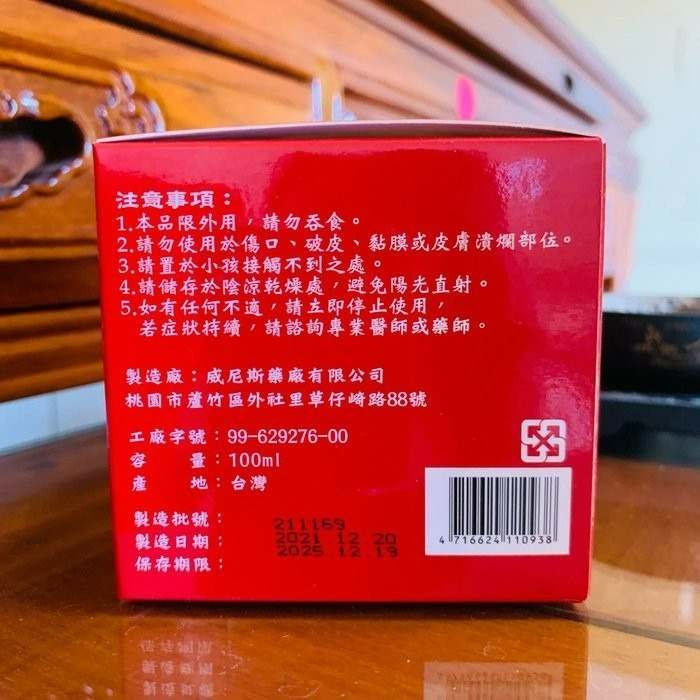 注意事項：
1.本品限外用，請勿吞食。
2.請勿使用於傷口、破皮、黏膜或皮膚潰爛部位。
3.請置於小孩接觸不到之處。
4.請儲存於陰涼乾燥處，避免陽光直射。
5.如有任何不適，請立即停止使用，
若症狀持續，請諮詢專業醫師或藥師。
製造廠：威尼斯藥廠有限公司
桃園市蘆竹區外社里草仔崎路88號
工廠字號：99-629276-00
容　　量：100ml
產　　地：台灣
製造批號：211169
製造日期：2021 12.20
保存期限：2025.12.19
4 716624 110938